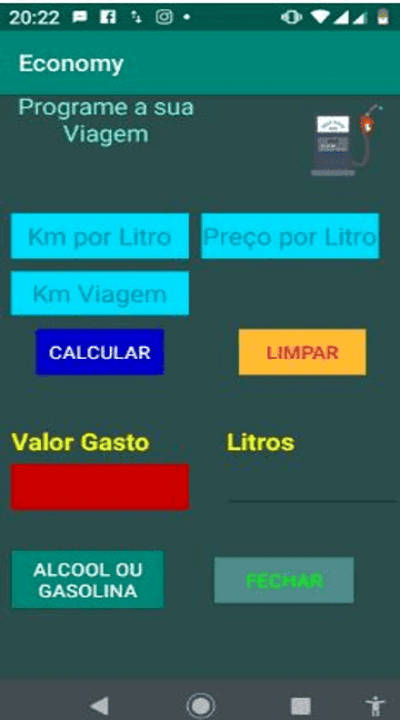 20:22
Economy
Programe a sua
Viagem
Km por Litro
Preço por Litro
Km Viagem
CALCULAR
LIMPAR
Valor Gasto
Litros
ALCOOL OU
GASOLINA
FECHAR